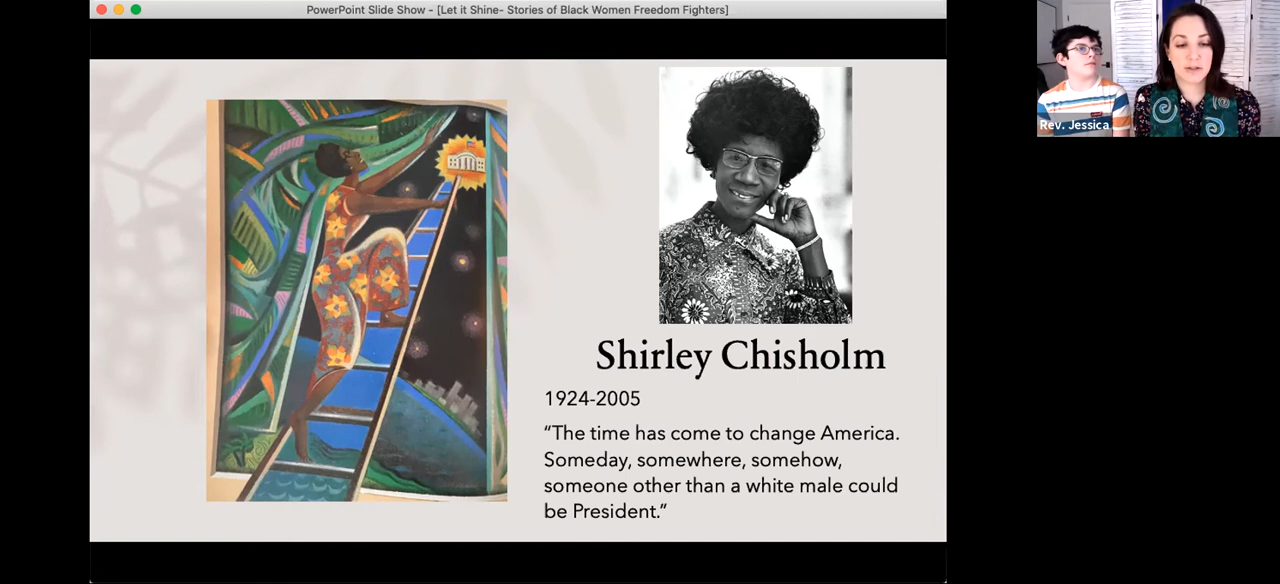 PowerPoint Slide Show - [Let it Shine- Stories of Black Women Freedom Fighters]
Rev. Jessica
Shirley Chisholm
1924-2005
“The time has come to change America.
Someday, somewhere, somehow,
someone other than a white male could
be President.”